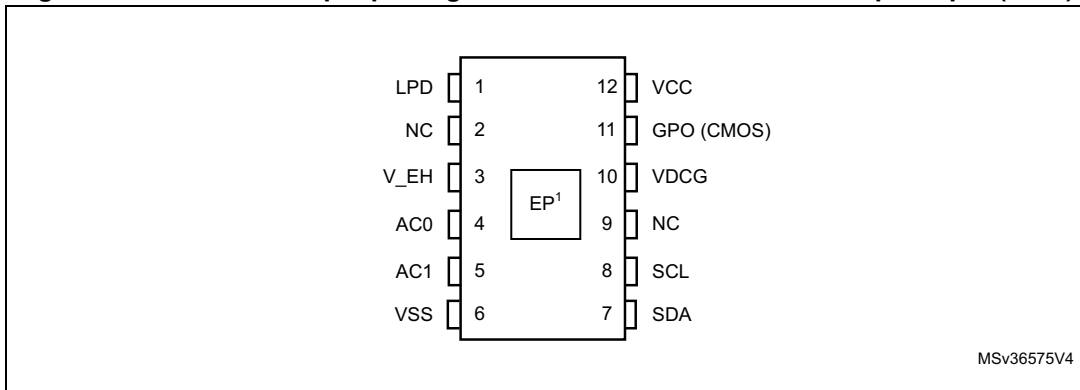 LPD 1 12 VCC
NC 2 11 GPO (CMOS)
V_EH 3 10 VDCG
EP1
AC0 4 9 NC
AC1 5 8 SCL
VSS 6 7 SDA
MSv36575V4